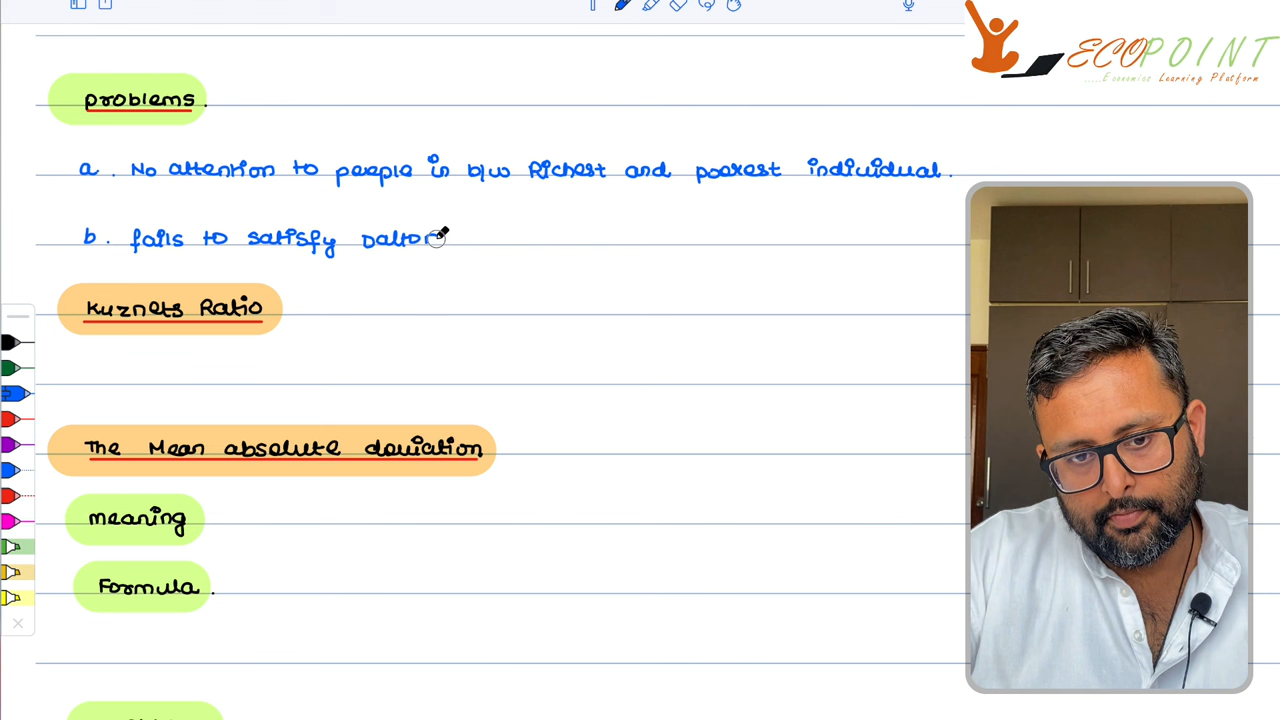 ECOPOINT
.....Economics Learning Platform
problems.
a. No attention to people in b/w Richest and poorest individual.
b. fails to satisfy Dalton
Kuznets Ratio
The Mean absolute deviation
meaning
Formula.